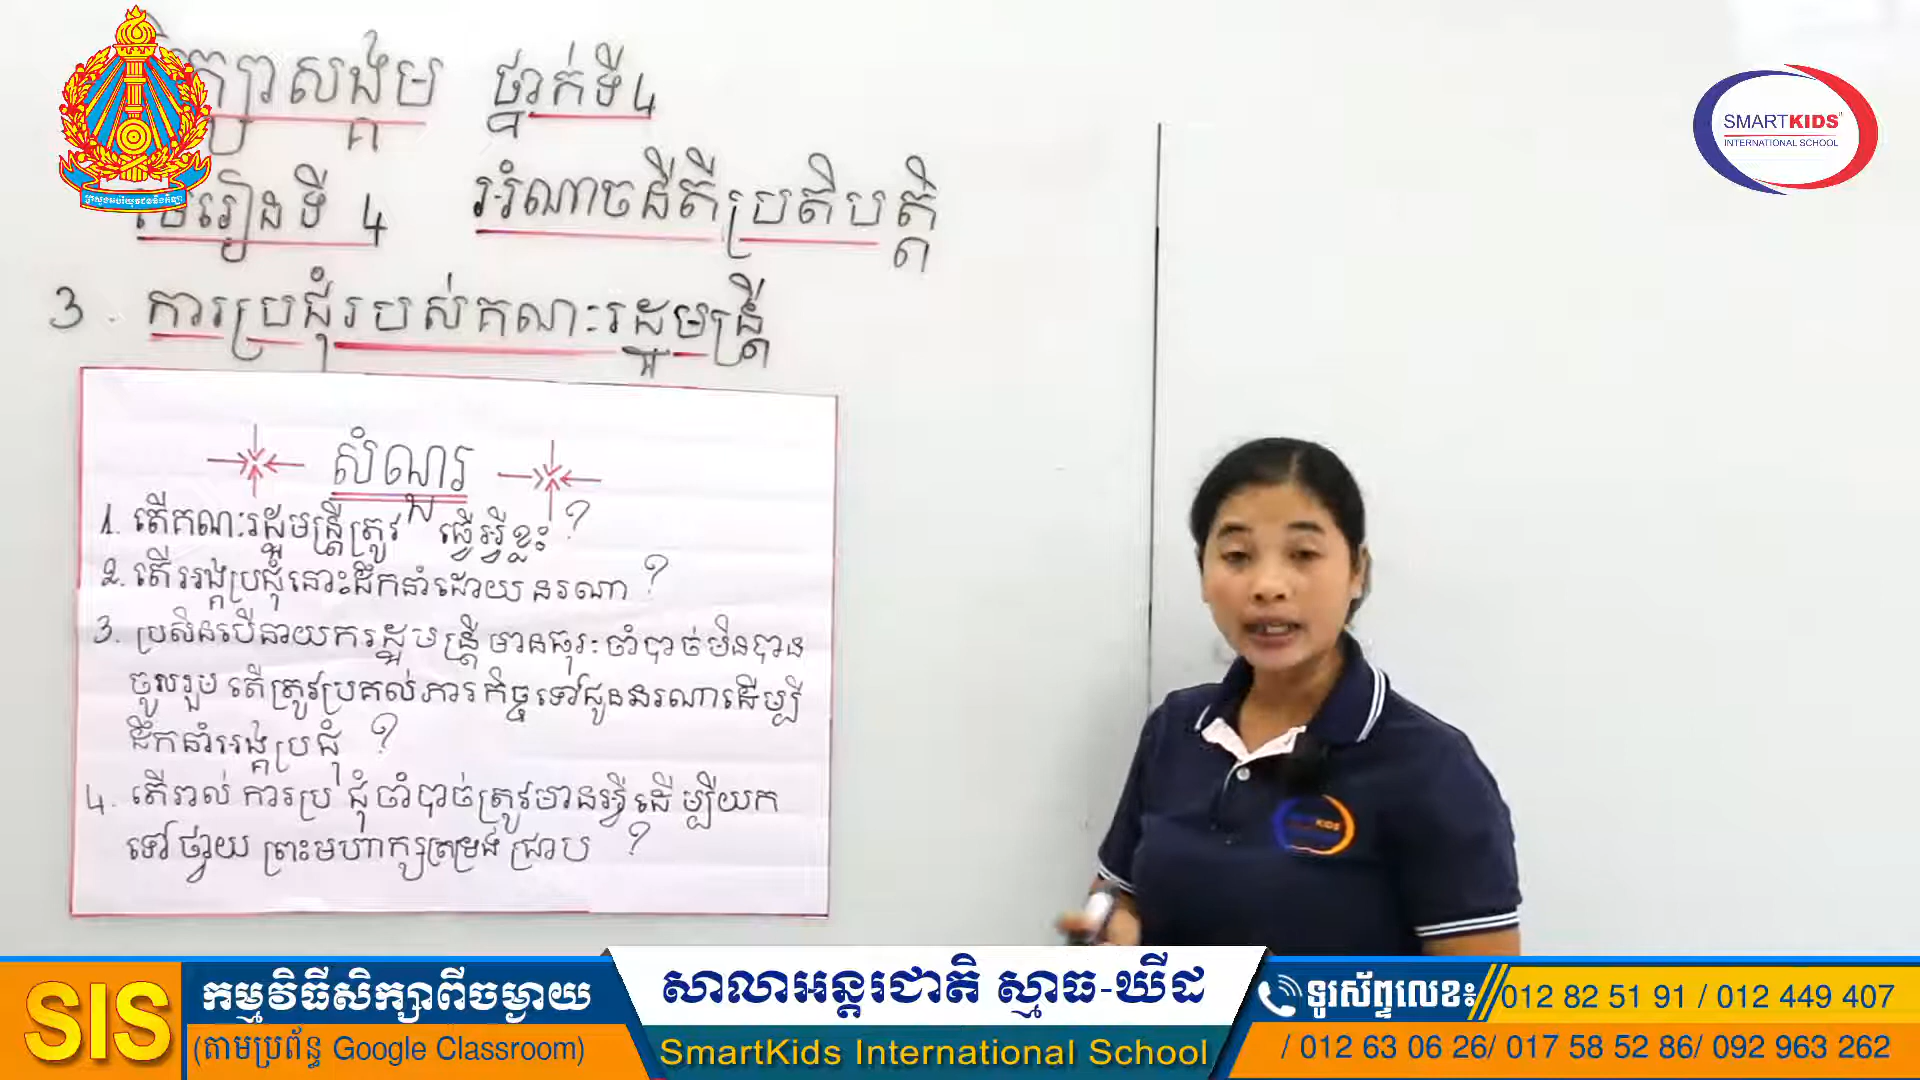 សិក្សាសង្គម ថ្នាក់ទី4
មេរៀនទី 4 អំណាចនីតិប្រតិបត្តិ
3. ការប្រជុំរបស់គណៈរដ្ឋមន្ត្រី
សំណួរ
1. តើគណៈរដ្ឋមន្ត្រីត្រូវ ធ្វើអ្វីខ្លះ?
2. តើអង្គប្រជុំនោះដឹកនាំដោយ នរណា?
3. ប្រសិនបើនាយករដ្ឋមន្ត្រីមានធុរៈចាំបាច់មិនបាន
ចូលរួម តើត្រូវប្រគល់ភារកិច្ចទៅជូននរណាដើម្បី
ដឹកនាំអង្គប្រជុំ?
4. តើរាល់ ការប្រជុំចាំបាច់ត្រូវមានអ្វីដើម្បីយក
ទៅថ្វាយ ព្រះមហាក្សត្រទ្រង់ជ្រាប ?
SMARTKIDS
INTERNATIONAL SCHOOL
SIS
កម្មវិធីសិក្សាពីចម្ងាយ
(តាមប្រព័ន្ធ Google Classroom)
សាលាអន្តរជាតិ ស្មាធ-ឃីដ
SmartKids International School
ទូរស័ព្ទលេខ៖ 012 82 51 91 / 012 449 407
/ 012 63 06 26/ 017 58 52 86/ 092 963 262